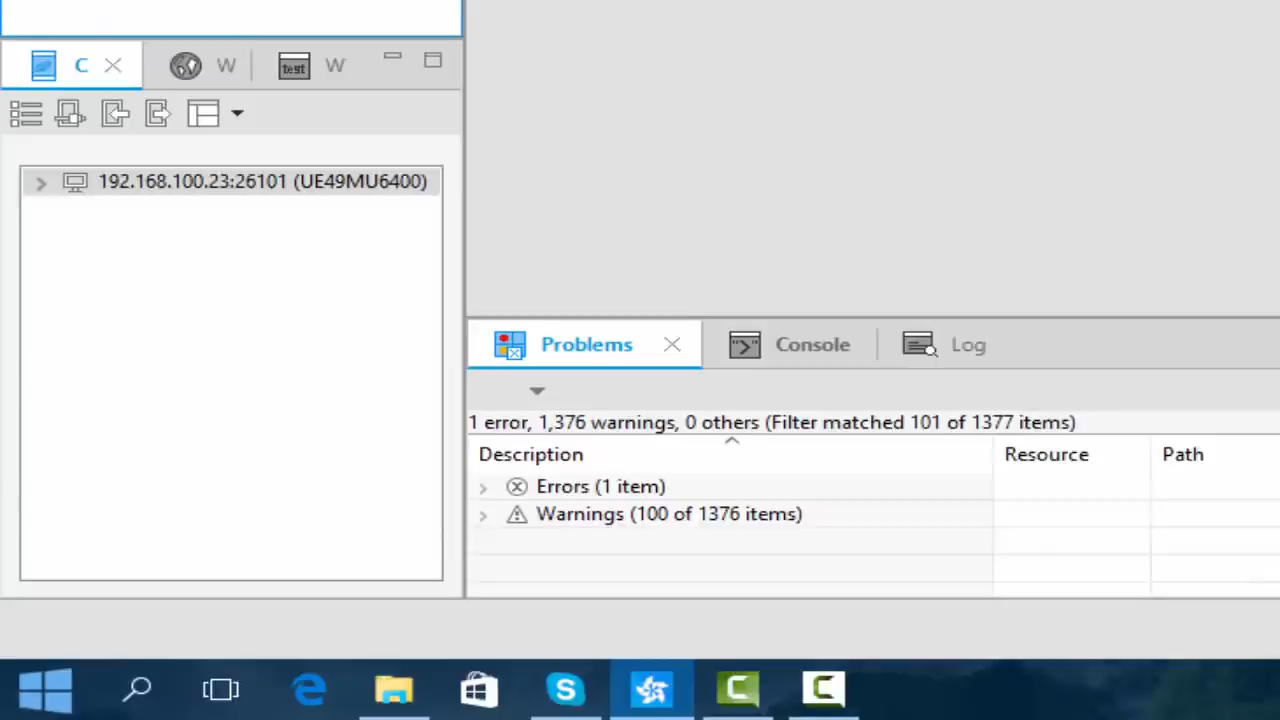 C W test W
192.168.100.23:26101 (UE49MU6400)
Problems Console Log
1 error, 1,376 warnings, 0 others (Filter matched 101 of 1377 items)
Description Resource Path
Errors (1 item)
Warnings (100 of 1376 items)